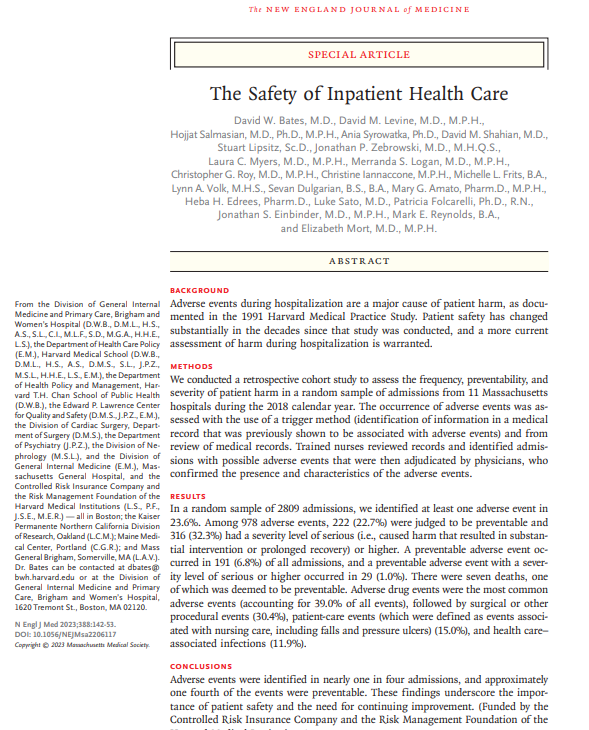 The NEW ENGLAND JOURNAL of MEDICINE
SPECIAL ARTICLE
The Safety of Inpatient Health Care
David W. Bates, M.D., David M. Levine, M.D., M.P.H.,
Hojjat Salmasian, M.D., Ph.D., M.P.H., Ania Syrowatka, Ph.D., David M. Shahian, M.D.,
Stuart Lipsitz, Sc.D., Jonathan P. Zebrowski, M.D., M.H.Q.S.,
Laura C. Myers, M.D., M.P.H., Merranda S. Logan, M.D., M.P.H.,
Christopher G. Roy, M.D., M.P.H., Christine Iannaccone, M.P.H., Michelle L. Frits, B.A.,
Lynn A. Volk, M.H.S., Sevan Dulgarian, B.S., B.A., Mary G. Amato, Pharm.D., M.P.H.,
Heba H. Edrees, Pharm.D., Luke Sato, M.D., Patricia Folcarelli, Ph.D., R.N.,
Jonathan S. Einbinder, M.D., M.P.H., Mark E. Reynolds, B.A.,
and Elizabeth Mort, M.D., M.P.H.
ABSTRACT
From the Division of General Internal
Medicine and Primary Care, Brigham and
Women's Hospital (D.W.B., D.M.L., H.S.,
A.S., S.L., C.I., M.L.F., S.D., M.G.A., H.H.E.,
L.S.), the Department of Health Care Policy
(E.M.), Harvard Medical School (D.W.B.,
D.M.L., H.S., A.S., D.M.S., S.L., J.P.Z.,
M.S.L., H.H.E., L.S., E.M.), the Department
of Health Policy and Management, Har-
vard T.H. Chan School of Public Health
(D.W.B.), the Edward P. Lawrence Center
for Quality and Safety (D.M.S., J.P.Z., E.M.),
the Division of Cardiac Surgery, Depart-
ment of Surgery (D.M.S.), the Department
of Psychiatry (J.P.Z.), the Division of Ne-
phrology (M.S.L.), and the Division of
General Internal Medicine (E.M.), Mas-
sachusetts General Hospital, and the
Controlled Risk Insurance Company and
the Risk Management Foundation of the
Harvard Medical Institutions (L.S., P.F.,
J.S.E., M.E.R.) — all in Boston; the Kaiser
Permanente Northern California Division
of Research, Oakland (L.C.M.); Maine Medi-
cal Center, Portland (C.G.R.); and Mass
General Brigham, Somerville, MA (L.A.V.).
Dr. Bates can be contacted at dbates@
bwh.harvard.edu or at the Division of
General Internal Medicine and Primary
Care, Brigham and Women's Hospital,
1620 Tremont St., Boston, MA 02120.
N Engl J Med 2023;388:142-53.
DOI: 10.1056/NEJMsa2206117
Copyright © 2023 Massachusetts Medical Society.
BACKGROUND
Adverse events during hospitalization are a major cause of patient harm, as docu-
mented in the 1991 Harvard Medical Practice Study. Patient safety has changed
substantially in the decades since that study was conducted, and a more current
assessment of harm during hospitalization is warranted.
METHODS
We conducted a retrospective cohort study to assess the frequency, preventability, and
severity of patient harm in a random sample of admissions from 11 Massachusetts
hospitals during the 2018 calendar year. The occurrence of adverse events was as-
sessed with the use of a trigger method (identification of information in a medical
record that was previously shown to be associated with adverse events) and from
review of medical records. Trained nurses reviewed records and identified admis-
sions with possible adverse events that were then adjudicated by physicians, who
confirmed the presence and characteristics of the adverse events.
RESULTS
In a random sample of 2809 admissions, we identified at least one adverse event in
23.6%. Among 978 adverse events, 222 (22.7%) were judged to be preventable and
316 (32.3%) had a severity level of serious (i.e., caused harm that resulted in substan-
tial intervention or prolonged recovery) or higher. A preventable adverse event oc-
curred in 191 (6.8%) of all admissions, and a preventable adverse event with a sever-
ity level of serious or higher occurred in 29 (1.0%). There were seven deaths, one
of which was deemed to be preventable. Adverse drug events were the most common
adverse events (accounting for 39.0% of all events), followed by surgical or other
procedural events (30.4%), patient-care events (which were defined as events associ-
ated with nursing care, including falls and pressure ulcers) (15.0%), and health care–
associated infections (11.9%).
CONCLUSIONS
Adverse events were identified in nearly one in four admissions, and approximately
one fourth of the events were preventable. These findings underscore the impor-
tance of patient safety and the need for continuing improvement. (Funded by the
Controlled Risk Insurance Company and the Risk Management Foundation of the